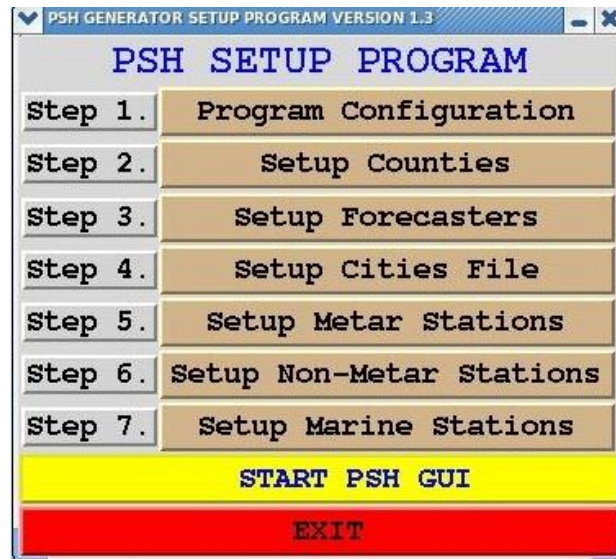 PSH GENERATOR SETUP PROGRAM VERSION 1.3
PSH SETUP PROGRAM
Step 1. Program Configuration
Step 2. Setup Counties
Step 3. Setup Forecasters
Step 4. Setup Cities File
Step 5. Setup Metar Stations
Step 6. Setup Non-Metar Stations
Step 7. Setup Marine Stations
START PSH GUI
EXIT